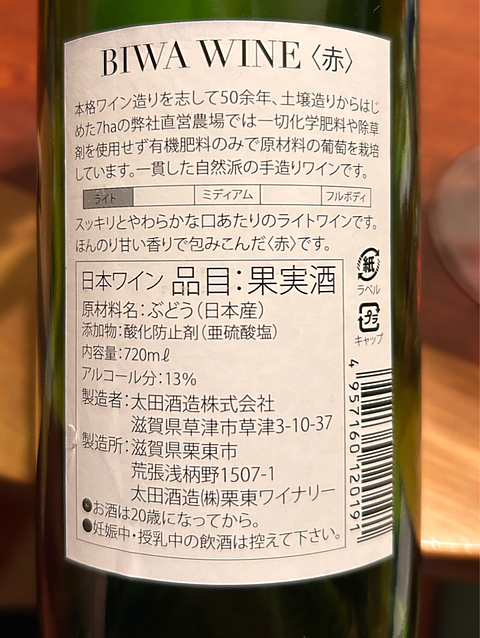 BIWA WINE〈赤〉
本格ワイン造りを志して50余年、土壌造りからはじ
めた7haの弊社直営農場では一切化学肥料や除草
剤を使用せず有機肥料のみで原材料の葡萄を栽培
しています。一貫した自然派の手造りワインです。
ライト ミディアム フルボディ
スッキリとやわらかな口あたりのライトワインです。
ほんのり甘い香りで包みこんだ〈赤〉です。
日本ワイン 品目:果実酒
原材料名:ぶどう(日本産)
添加物:酸化防止剤(亜硫酸塩)
内容量:720mℓ
アルコール分:13%
製造者:太田酒造株式会社
滋賀県草津市草津3-10-37
製造所:滋賀県栗東市
荒張浅柄野1507-1
太田酒造㈱栗東ワイナリー
●お酒は20歳になってから。
●妊娠中・授乳中の飲酒は控えて下さい。
紙
ラベル
プラ
キャップ
4957160120191